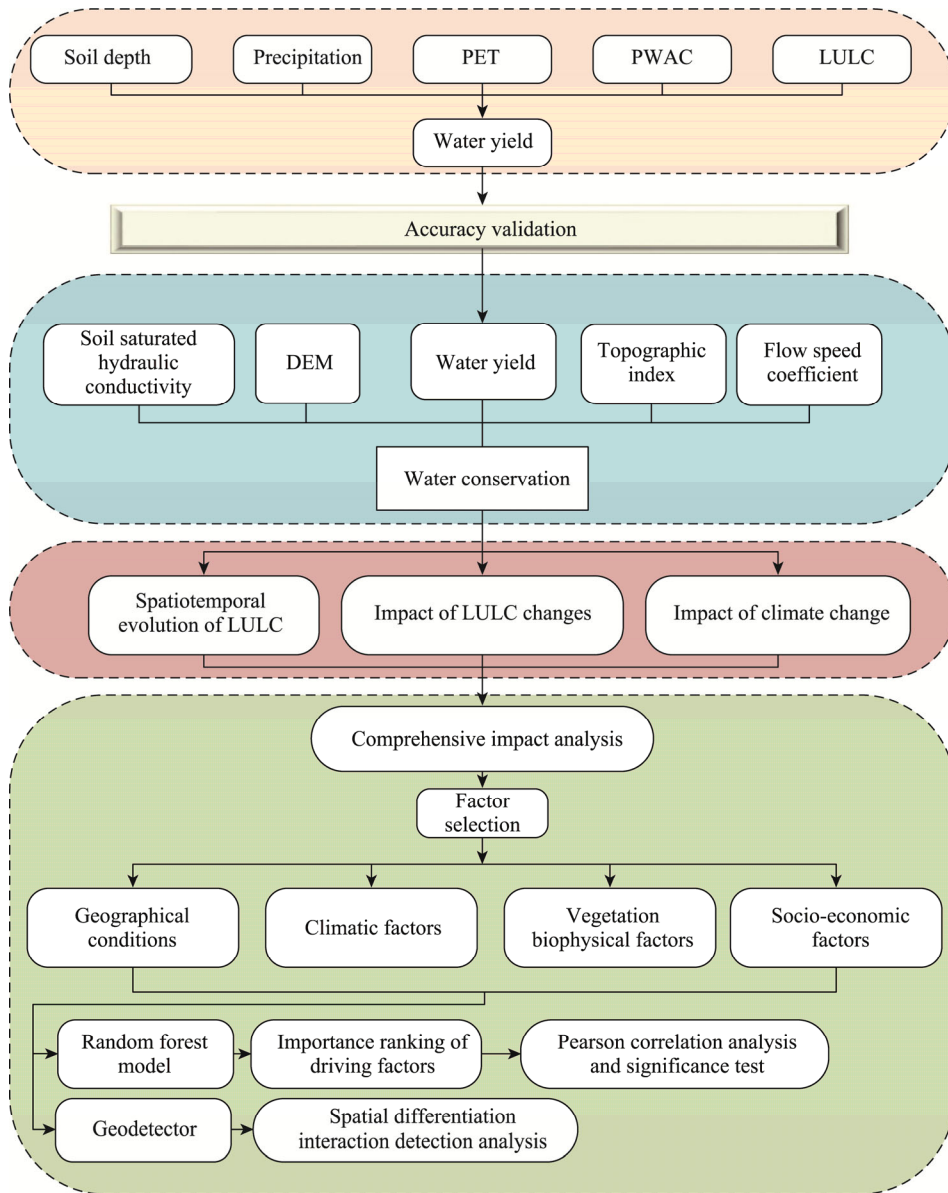 Soil depth
Precipitation
PET
PWAC
LULC
Water yield
Accuracy validation
Soil saturated
hydraulic
conductivity
DEM
Water yield
Topographic
index
Flow speed
coefficient
Water conservation
Spatiotemporal
evolution of LULC
Impact of LULC changes
Impact of climate change
Comprehensive impact analysis
Factor
selection
Geographical
conditions
Climatic factors
Vegetation
biophysical factors
Socio-economic
factors
Random forest
model
Importance ranking of
driving factors
Pearson correlation analysis
and significance test
Geodetector
Spatial differentiation
interaction detection analysis